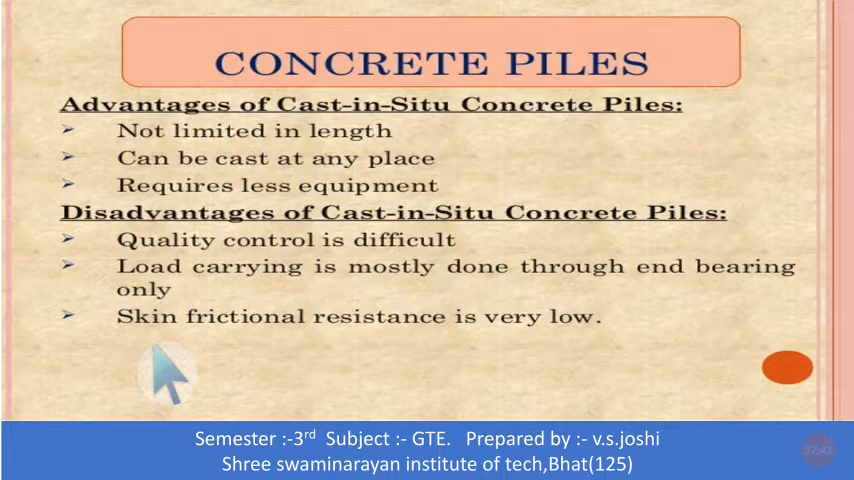 CONCRETE PILES
Advantages of Cast-in-Situ Concrete Piles:
➢ Not limited in length
➢ Can be cast at any place
➢ Requires less equipment
Disadvantages of Cast-in-Situ Concrete Piles:
➢ Quality control is difficult
➢ Load carrying is mostly done through end bearing
only
➢ Skin frictional resistance is very low.
Semester :-3rd Subject :- GTE. Prepared by :- v.s.joshi
Shree swaminarayan institute of tech,Bhat(125)
27:43